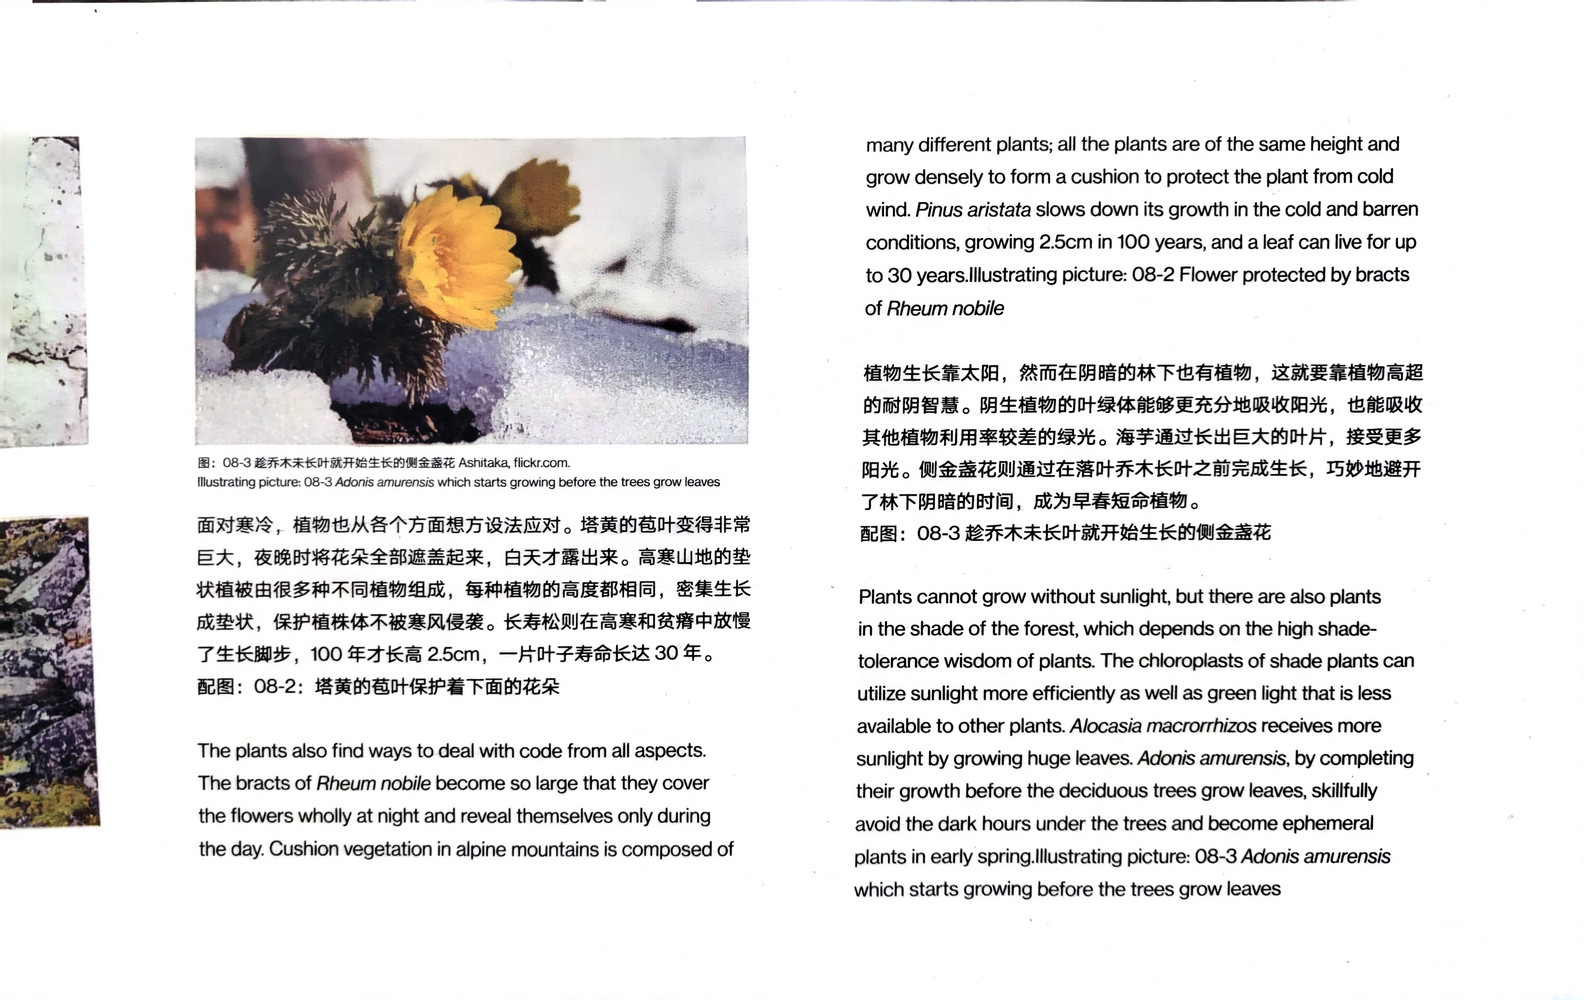 图：08-3 趁乔木未长叶就开始生长的侧金盏花 Ashitaka, flickr.com.
Illustrating picture: 08-3 Adonis amurensis which starts growing before the trees grow leaves
面对寒冷，植物也从各个方面想方设法应对。塔黄的苞叶变得非常
巨大，夜晚时将花朵全部遮盖起来，白天才露出来。高寒山地的垫
状植被由很多种不同植物组成，每种植物的高度都相同，密集生长
成垫状，保护植株体不被寒风侵袭。长寿松则在高寒和贫瘠中放慢
了生长脚步，100 年才长高 2.5cm，一片叶子寿命长达 30 年。
配图：08-2：塔黄的苞叶保护着下面的花朵
The plants also find ways to deal with code from all aspects.
The bracts of Rheum nobile become so large that they cover
the flowers wholly at night and reveal themselves only during
the day. Cushion vegetation in alpine mountains is composed of
many different plants; all the plants are of the same height and
grow densely to form a cushion to protect the plant from cold
wind. Pinus aristata slows down its growth in the cold and barren
conditions, growing 2.5cm in 100 years, and a leaf can live for up
to 30 years.Illustrating picture: 08-2 Flower protected by bracts
of Rheum nobile
植物生长靠太阳，然而在阴暗的林下也有植物，这就要靠植物高超
的耐阴智慧。阴生植物的叶绿体能够更充分地吸收阳光，也能吸收
其他植物利用率较差的绿光。海芋通过长出巨大的叶片，接受更多
阳光。侧金盏花则通过在落叶乔木长叶之前完成生长，巧妙地避开
了林下阴暗的时间，成为早春短命植物。
配图：08-3 趁乔木未长叶就开始生长的侧金盏花
Plants cannot grow without sunlight, but there are also plants
in the shade of the forest, which depends on the high shade-
tolerance wisdom of plants. The chloroplasts of shade plants can
utilize sunlight more efficiently as well as green light that is less
available to other plants. Alocasia macrorrhizos receives more
sunlight by growing huge leaves. Adonis amurensis, by completing
their growth before the deciduous trees grow leaves, skillfully
avoid the dark hours under the trees and become ephemeral
plants in early spring.Illustrating picture: 08-3 Adonis amurensis
which starts growing before the trees grow leaves